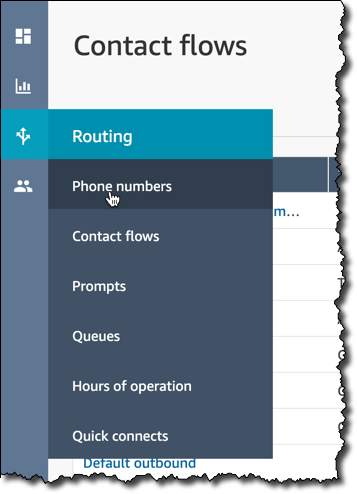 Contact flows
Routing
Phone numbers
m...
Contact flows
Prompts
Queues
Hours of operation
Quick connects
Default outbound